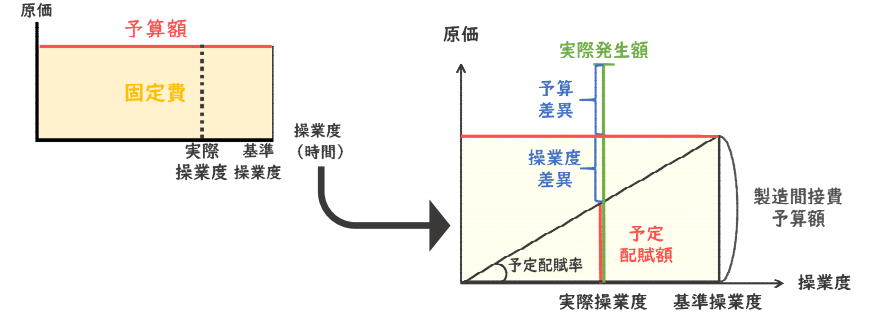 原価
予算額
固定費
実際
操業度
基準
操業度
操業度
（時間）
原価
実際発生額
予算
差異
操業度
差異
予定
配賦額
予定配賦率
製造間接費
予算額
操業度
実際操業度
基準操業度